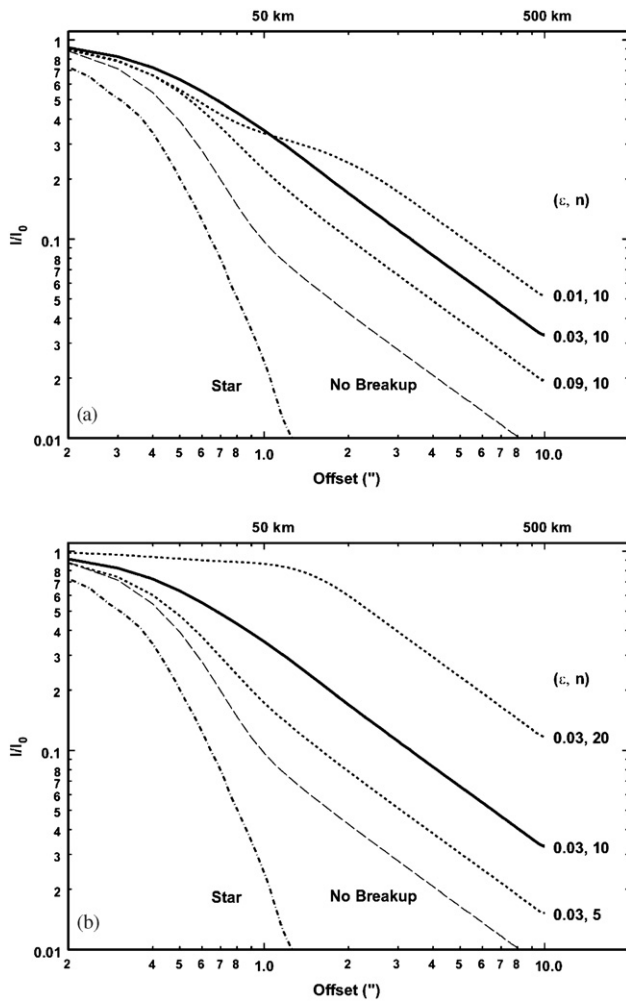 50 km 500 km
1
8
7
6
5
4
3
2
0.1
8
7
6
5
4
3
2
0.01
I/I0
(ε, n)
0.01, 10
0.03, 10
0.09, 10
Star No Breakup
(a)
2 3 4 5 6 7 8 1.0 2 3 4 5 6 7 8 10.0
Offset (")
50 km 500 km
1
8
7
6
5
4
3
2
0.1
8
7
6
5
4
3
2
0.01
I/I0
(ε, n)
0.03, 20
0.03, 10
0.03, 5
Star No Breakup
(b)
2 4 5 6 7 8 1.0 2 3 4 5 6 7 8 10.0
Offset (")